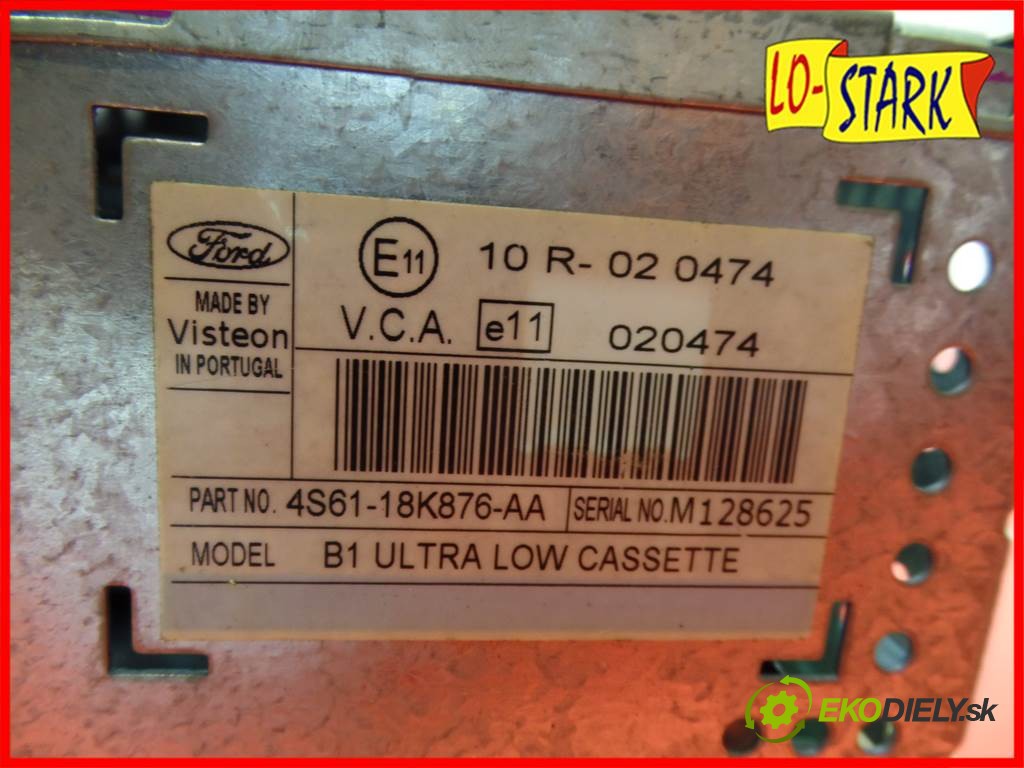 LO-STARK
Ford
MADE BY
Visteon
IN PORTUGAL
E11 10 R- 02 0474
V.C.A. e11 020474
PART NO. 4S61-18K876-AA SERIAL NO. M128625
MODEL B1 ULTRA LOW CASSETTE
EKODIELY.sk